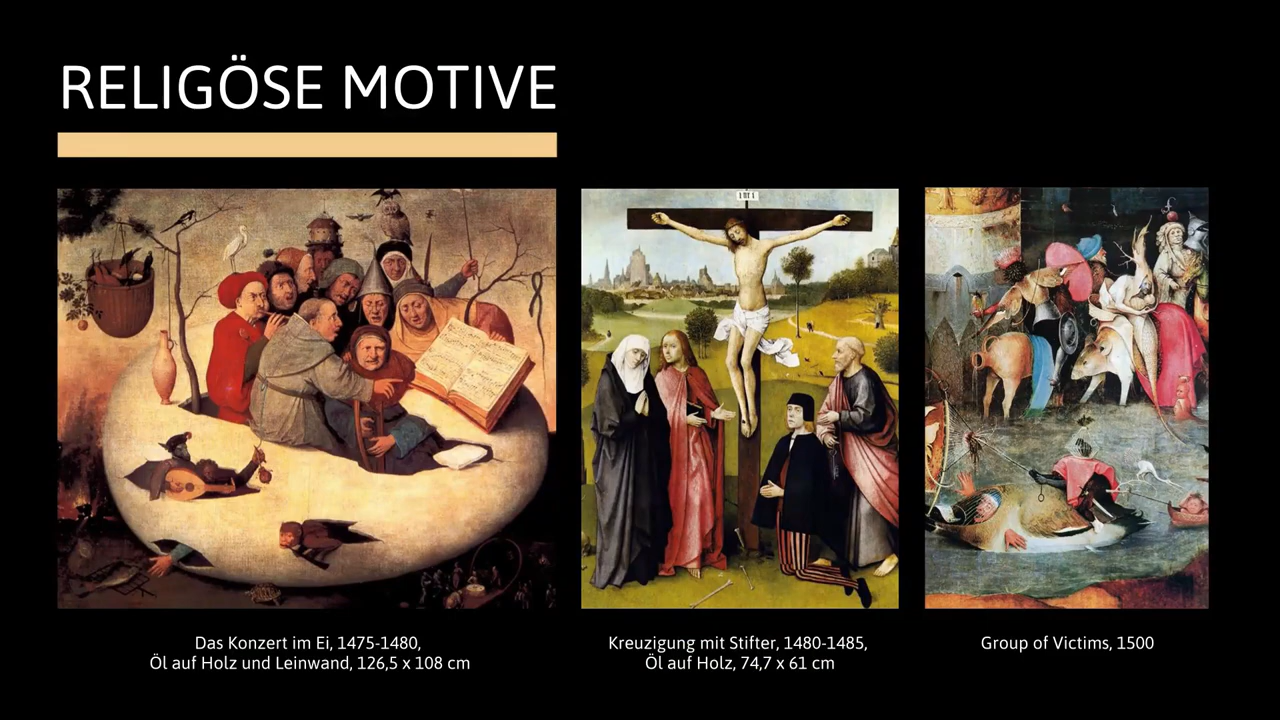 RELIGÖSE MOTIVE
Das Konzert im Ei, 1475-1480,
Öl auf Holz und Leinwand, 126,5 x 108 cm
Kreuzigung mit Stifter, 1480-1485,
Öl auf Holz, 74,7 x 61 cm
Group of Victims, 1500